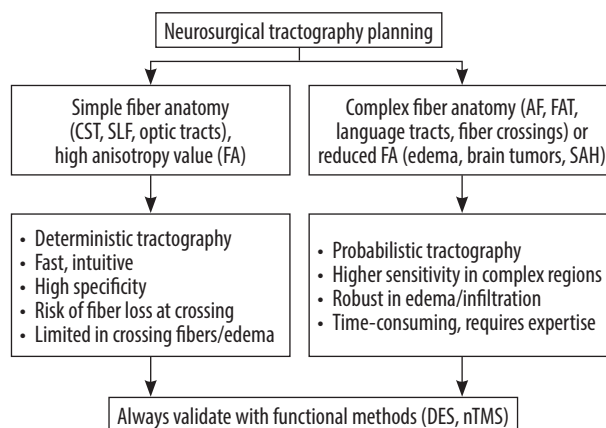 Neurosurgical tractography planning
Simple fiber anatomy
(CST, SLF, optic tracts),
high anisotropy value (FA)
Complex fiber anatomy (AF, FAT,
language tracts, fiber crossings) or
reduced FA (edema, brain tumors, SAH)
• Deterministic tractography
• Fast, intuitive
• High specificity
• Risk of fiber loss at crossing
• Limited in crossing fibers/edema
• Probabilistic tractography
• Higher sensitivity in complex regions
• Robust in edema/infiltration
• Time-consuming, requires expertise
Always validate with functional methods (DES, nTMS)